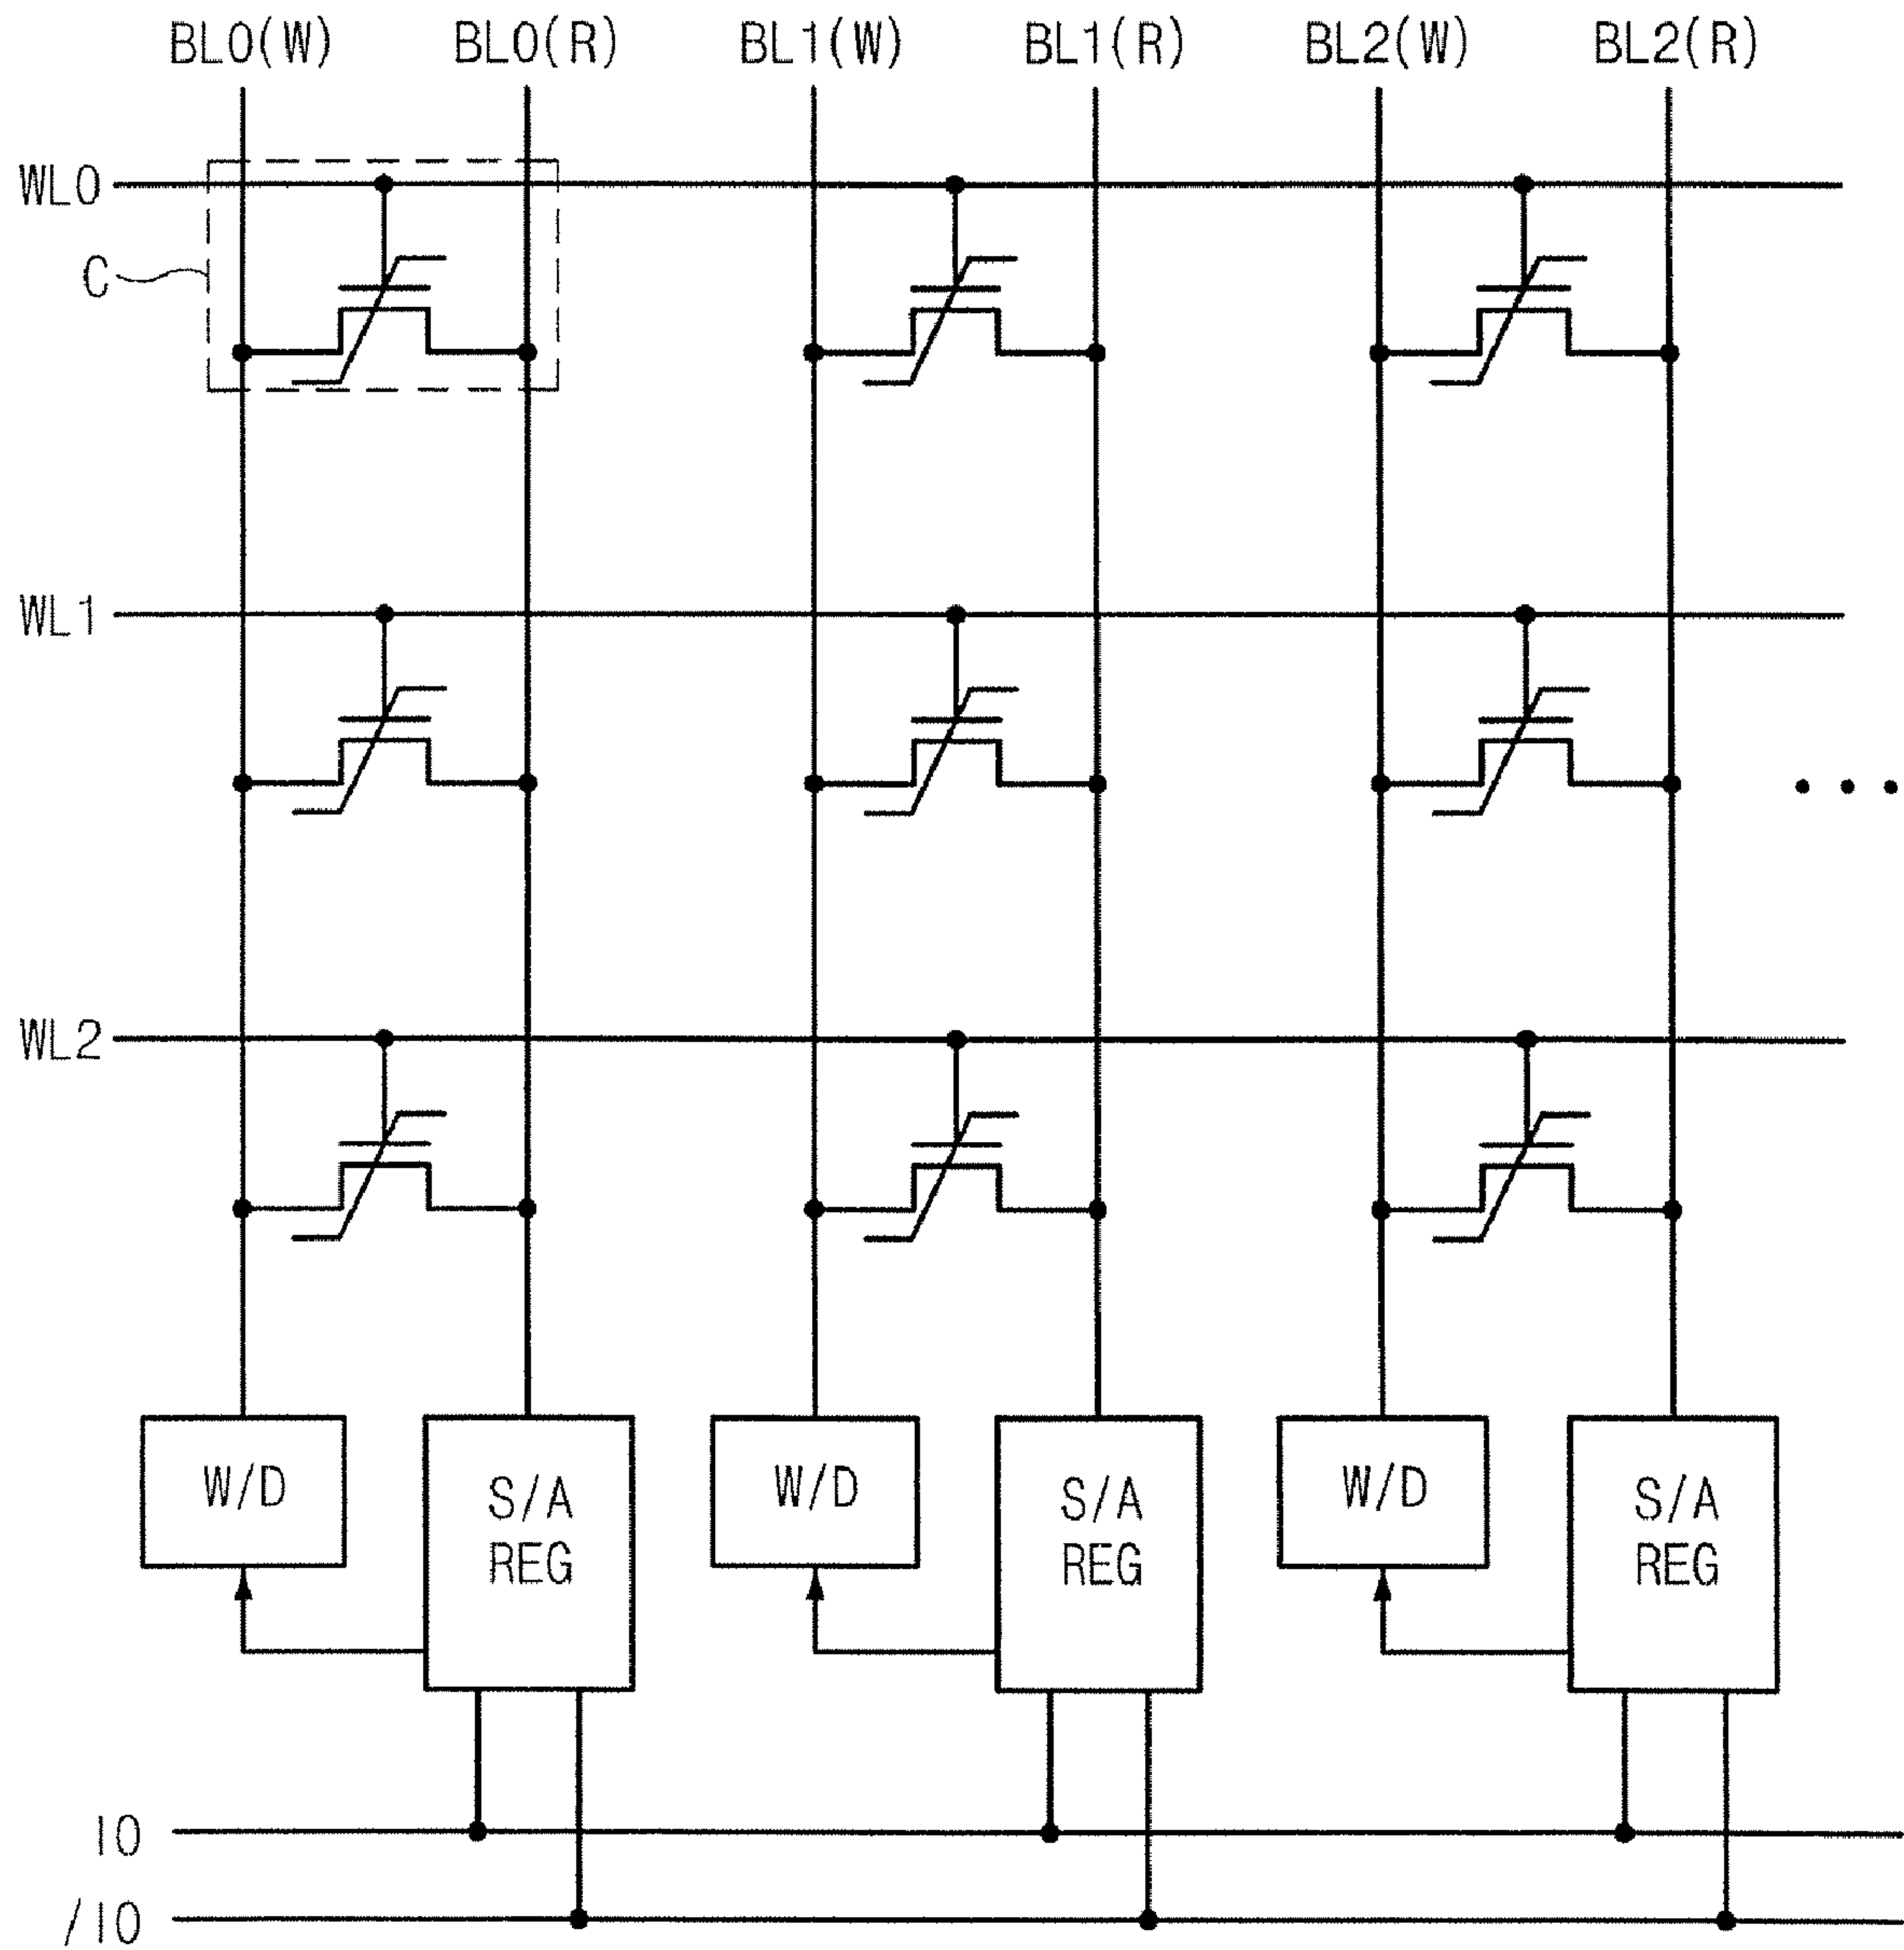 BL0(W) BL0(R) BL1(W) BL1(R) BL2(W) BL2(R)
WL0
C
WL1
WL2
W/D S/A REG W/D S/A REG W/D S/A REG
IO
/IO